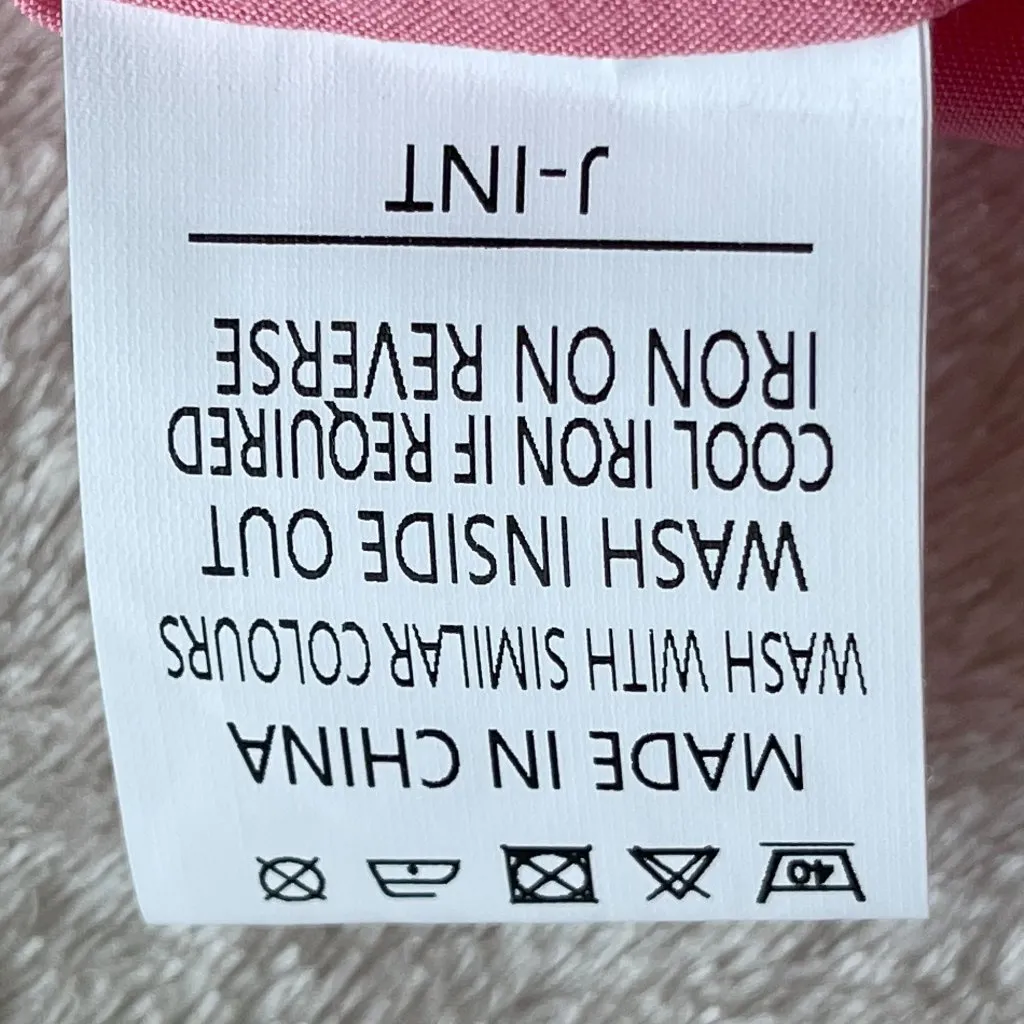 40
MADE IN CHINA
WASH WITH SIMILAR COLOURS
WASH INSIDE OUT
COOL IRON IF REQUIRED
IRON ON REVERSE
J-INT